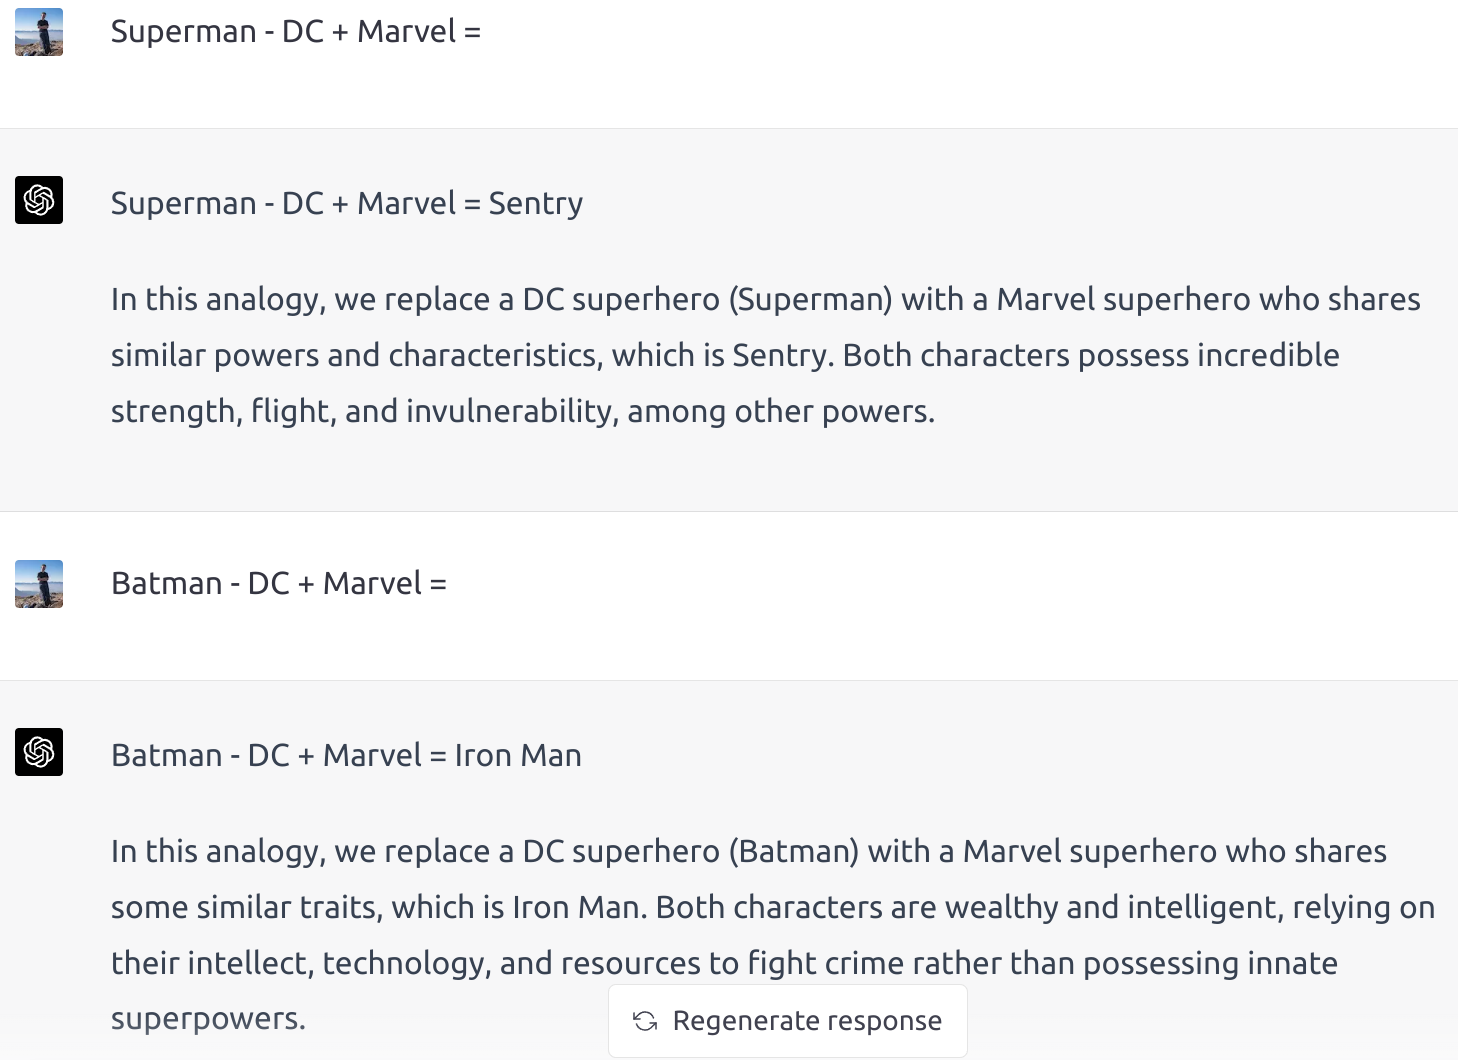 Superman - DC + Marvel =
Superman - DC + Marvel = Sentry
In this analogy, we replace a DC superhero (Superman) with a Marvel superhero who shares
similar powers and characteristics, which is Sentry. Both characters possess incredible
strength, flight, and invulnerability, among other powers.
Batman - DC + Marvel =
Batman - DC + Marvel = Iron Man
In this analogy, we replace a DC superhero (Batman) with a Marvel superhero who shares
some similar traits, which is Iron Man. Both characters are wealthy and intelligent, relying on
their intellect, technology, and resources to fight crime rather than possessing innate
superpowers.
Regenerate response